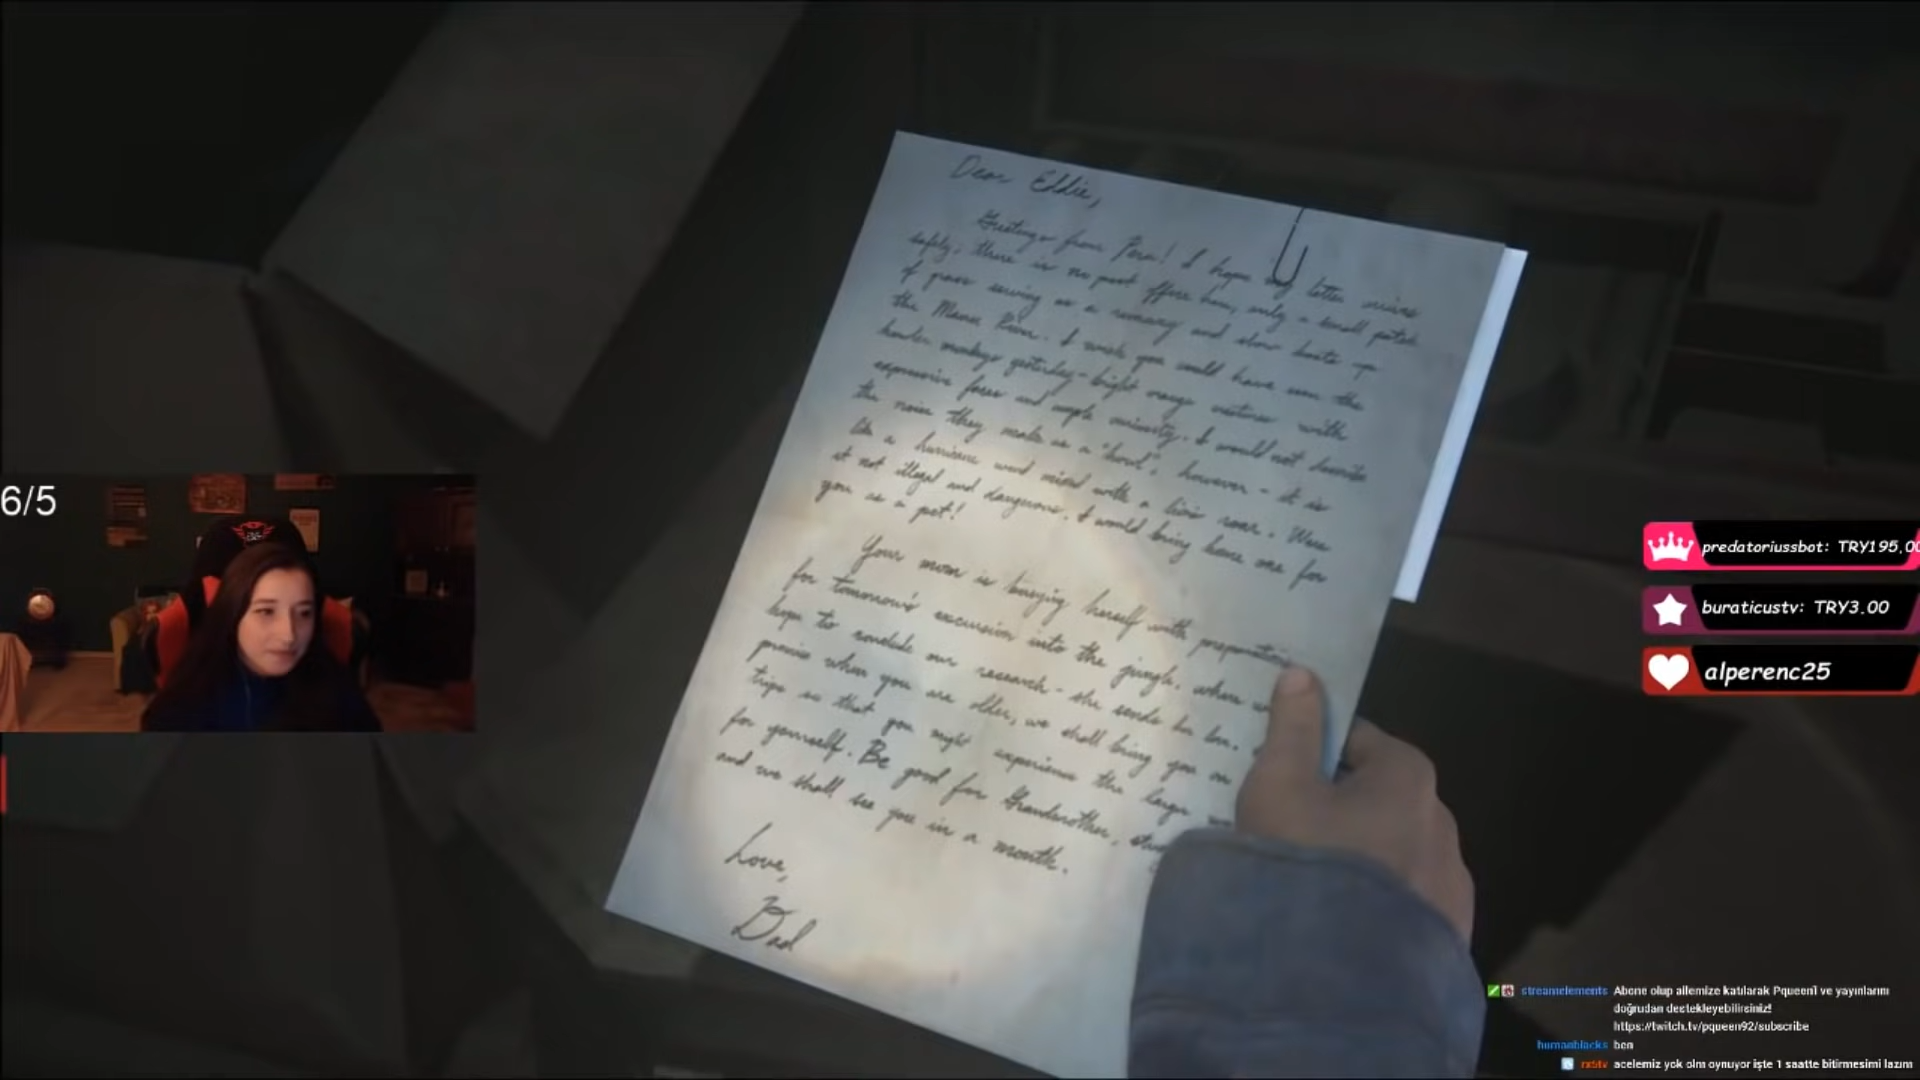 Dear Eddie,
Greetings from Peru! I hope my letter arrives
safely; there is no post office here, only a small patch
of grass serving as a runway and slow boats up
the Manu River. I wish you could have seen the
howler monkeys yesterday - bright orange creatures with
expressive faces and ample curiosity. I would not describe
the noise they make as a "howl", however - it is
like a hurricane wind mixed with a lion's roar. Were
it not illegal and dangerous, I would bring home one for
you as a pet!
Your mom is busying herself with preparations
for tomorrow's excursion into the jungle, where
hope to conclude our research - she sends her love.
promise when you are older, we shall bring you on
trips so that you might experience the larger
for yourself. Be good for Grandmother,
and we shall see you in a month.
Love,
Dad
6/5
predatoriussbot: TRY195,00
buraticustv: TRY3.00
alperenc25
streamelements Abone olup ailemize katılarak Pqueen'i ve yayınlarını
doğrudan destekleyebilirsiniz!
https://twitch.tv/pqueen92/subscribe
humanblacks ben
acelemiz yok olm oynuyor işte 1 saatte bitirmesimi lazım